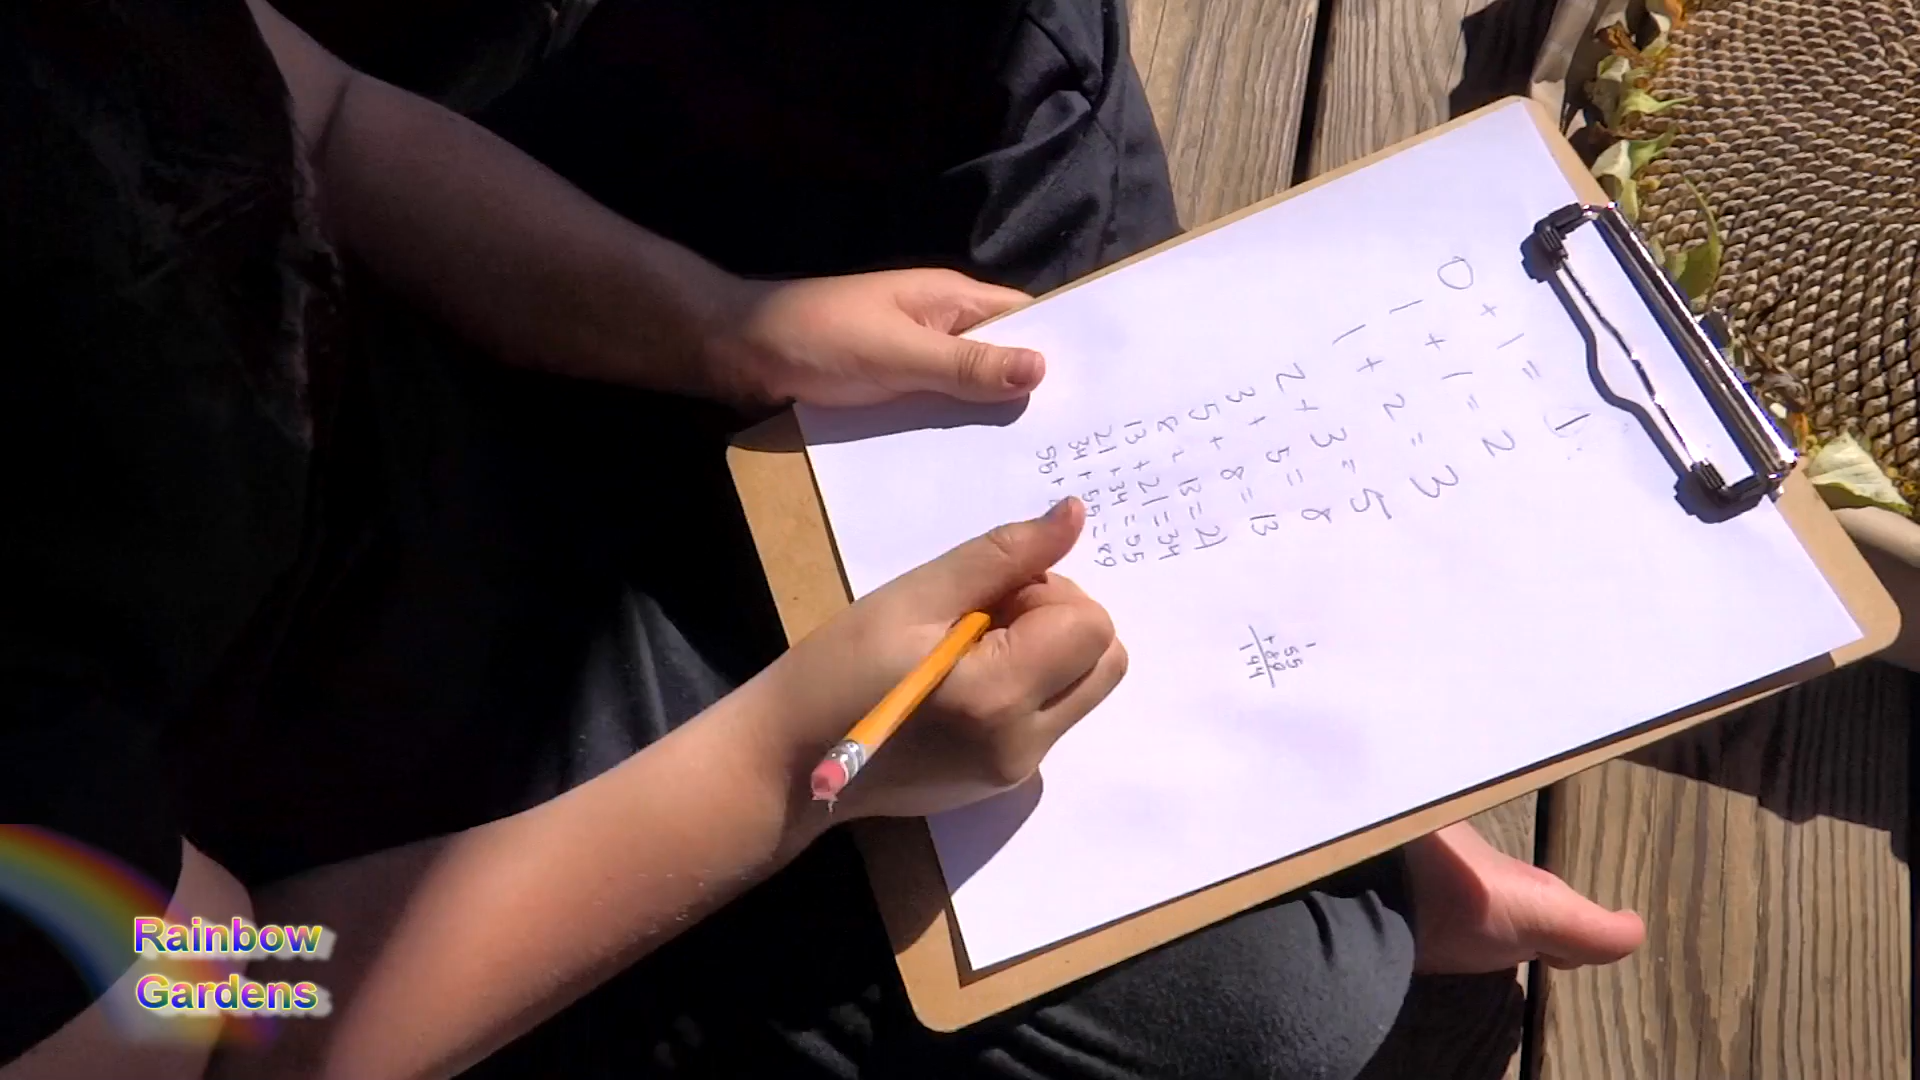 0 + 1 = 1
1 + 1 = 2
1 + 2 = 3
2 + 3 = 5
3 + 5 = 8
5 + 8 = 13
8 + 13 = 21
13 + 21 = 34
21 + 34 = 55
34 + 55 = 89
55 +
1
55
+ 89
144
Rainbow
Gardens